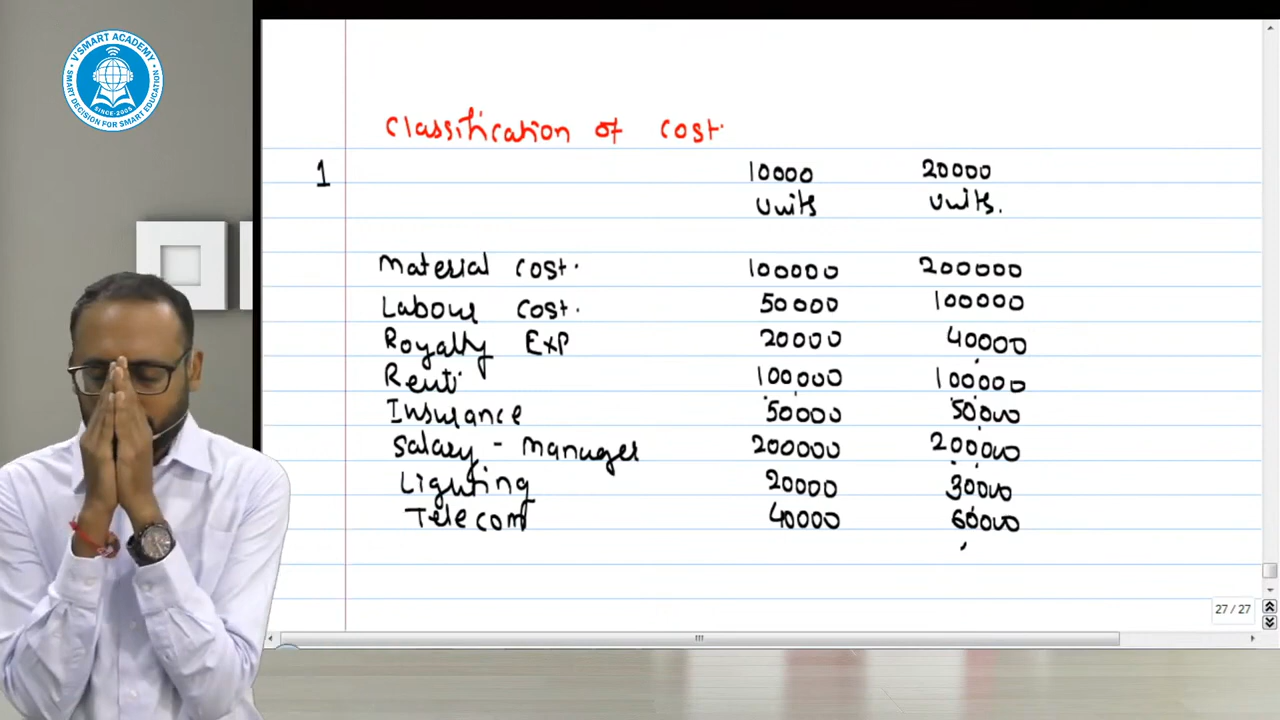 V'SMART ACADEMY
SMART DECISION FOR SMART EDUCATION
SINCE-2005
Classification of cost.
1 10000 20000
Units Units.
Material cost. 100000 200000
Labour cost. 50000 100000
Royalty Exp 20000 40000
Rent 100000 100000
Insurance 50000 50000
Salary - manager 200000 200000
Lighting 20000 30000
Telecom 40000 60000
27 / 27